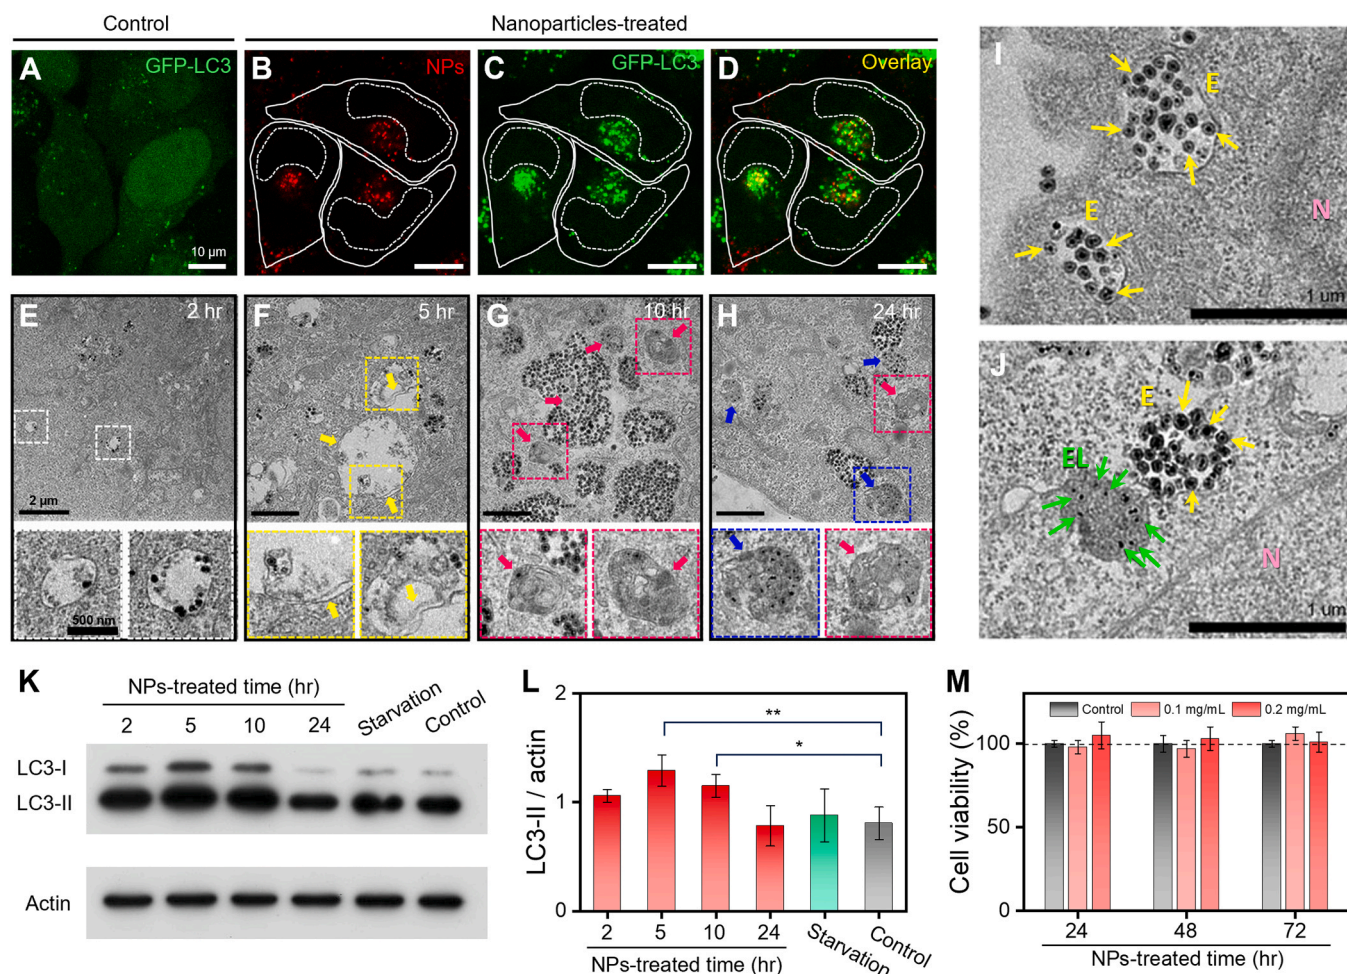 Control
Nanoparticles-treated
A
GFP-LC3
10 µm
B
NPs
C
GFP-LC3
D
Overlay
E
2 hr
2 µm
500 nm
F
5 hr
G
10 hr
H
24 hr
I
E
E
N
1 um
J
E
EL
N
1 um
K
NPs-treated time (hr)
2 5 10 24 Starvation Control
LC3-I
LC3-II
Actin
L
LC3-II / actin
2
1
0
**
*
2 5 10 24 Starvation Control
NPs-treated time (hr)
M
Control 0.1 mg/mL 0.2 mg/mL
Cell viability (%)
100
50
0
24 48 72
NPs-treated time (hr)